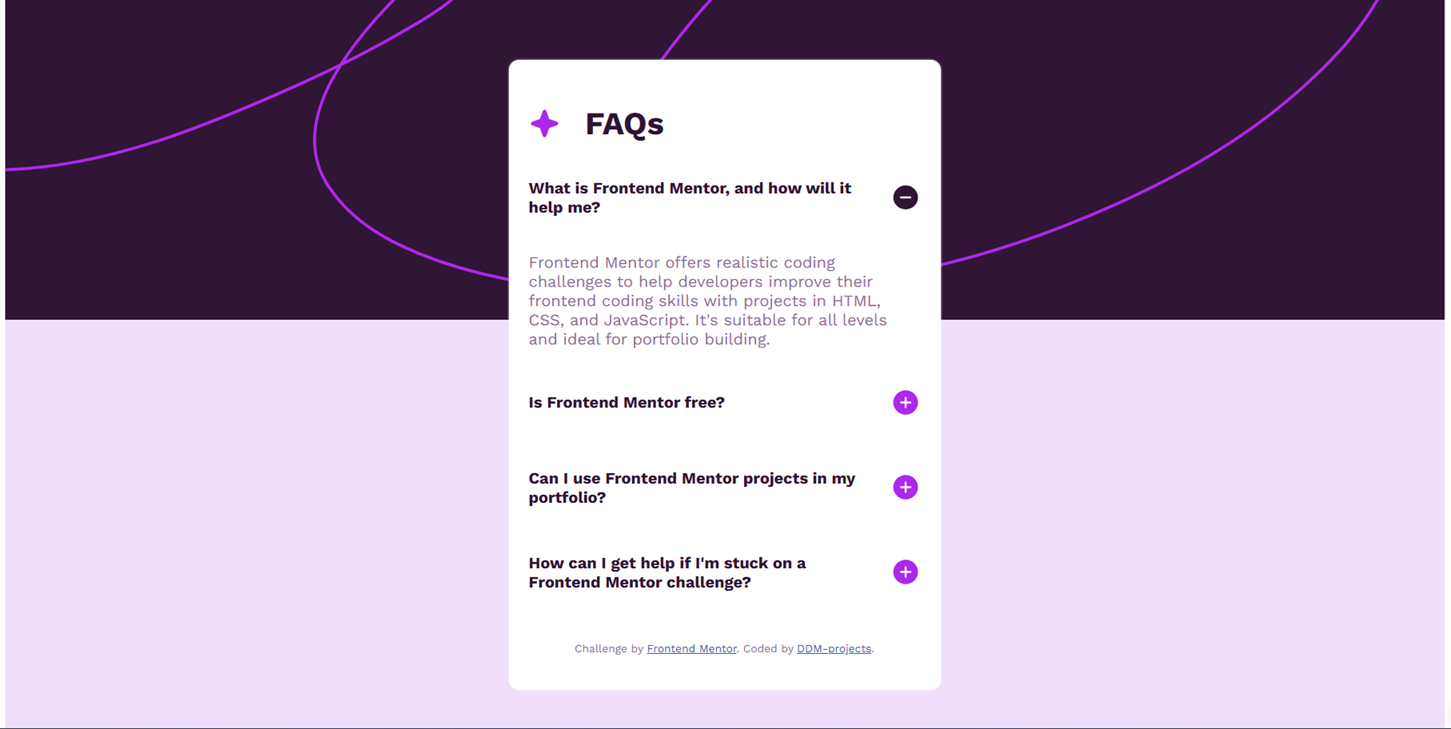 FAQs
What is Frontend Mentor, and how will it
help me?
Frontend Mentor offers realistic coding
challenges to help developers improve their
frontend coding skills with projects in HTML,
CSS, and JavaScript. It's suitable for all levels
and ideal for portfolio building.
Is Frontend Mentor free?
Can I use Frontend Mentor projects in my
portfolio?
How can I get help if I'm stuck on a
Frontend Mentor challenge?
Challenge by Frontend Mentor. Coded by DDM-projects.